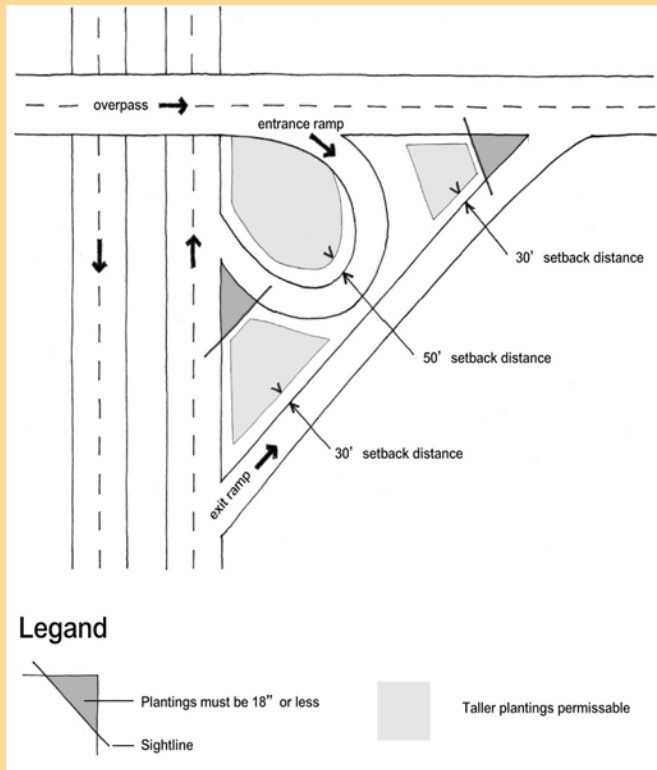 overpass
entrance ramp
30' setback distance
50' setback distance
30' setback distance
exit ramp
Legand
Plantings must be 18" or less
Sightline
Taller plantings permissable